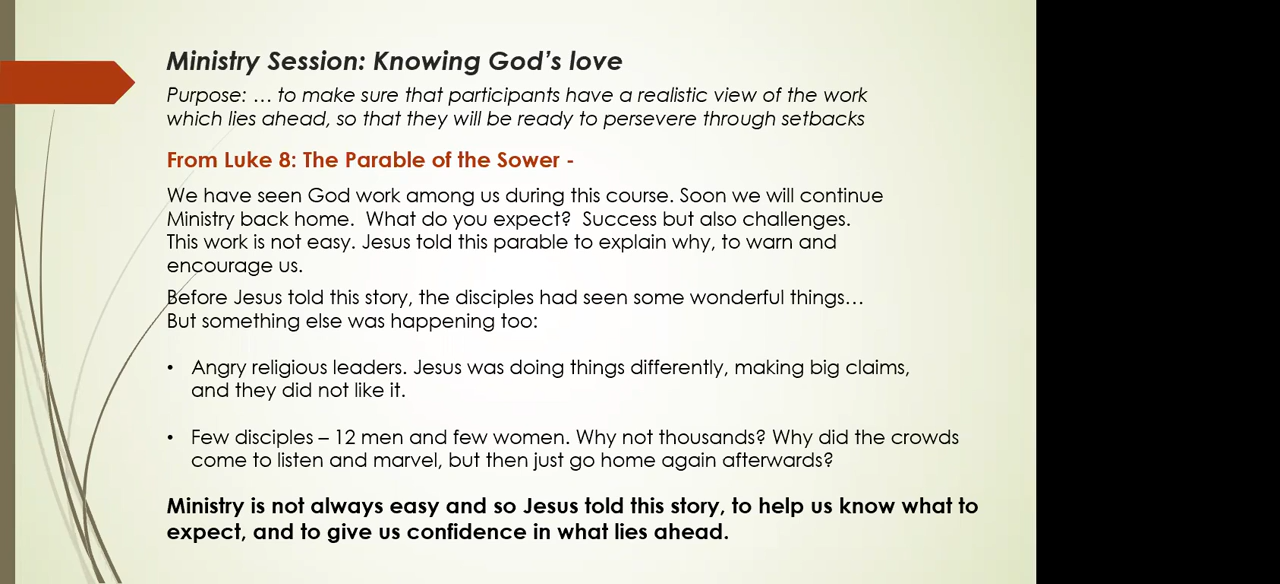 Ministry Session: Knowing God’s love
Purpose: … to make sure that participants have a realistic view of the work
which lies ahead, so that they will be ready to persevere through setbacks
From Luke 8: The Parable of the Sower -
We have seen God work among us during this course. Soon we will continue
Ministry back home.  What do you expect?  Success but also challenges.
This work is not easy. Jesus told this parable to explain why, to warn and
encourage us.
Before Jesus told this story, the disciples had seen some wonderful things…
But something else was happening too:
• Angry religious leaders. Jesus was doing things differently, making big claims,
and they did not like it.
• Few disciples – 12 men and few women. Why not thousands? Why did the crowds
come to listen and marvel, but then just go home again afterwards?
Ministry is not always easy and so Jesus told this story, to help us know what to
expect, and to give us confidence in what lies ahead.